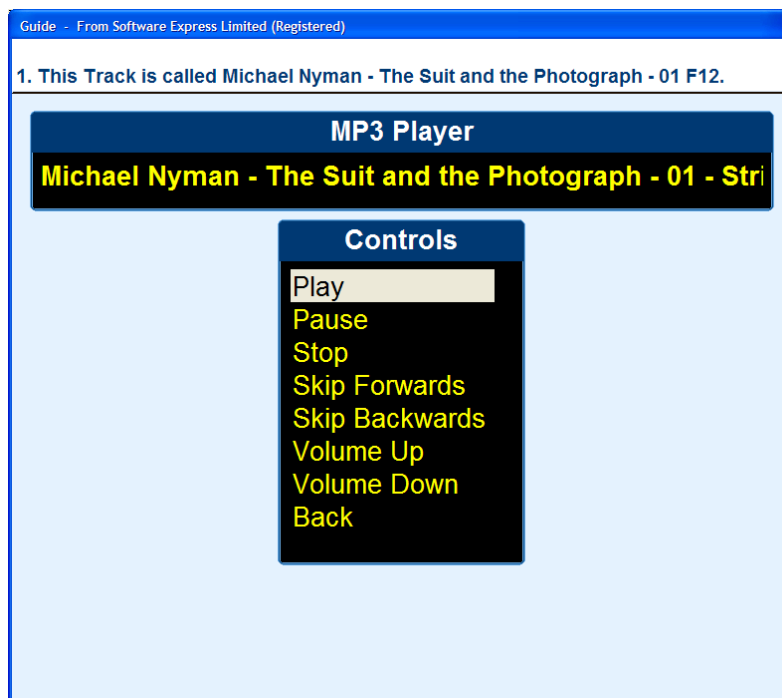 Guide - From Software Express Limited (Registered)
1. This Track is called Michael Nyman - The Suit and the Photograph - 01 F12.
MP3 Player
Michael Nyman - The Suit and the Photograph - 01 - Stri
Controls
Play
Pause
Stop
Skip Forwards
Skip Backwards
Volume Up
Volume Down
Back